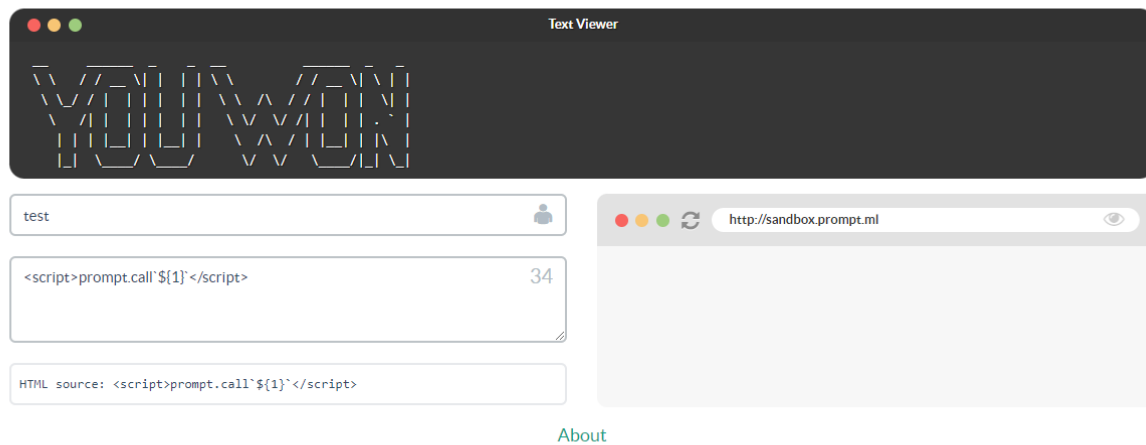 Text Viewer
YOU WON
test
<script>prompt.call`${1}`</script>
34
HTML source: <script>prompt.call`${1}`</script>
http://sandbox.prompt.ml
About